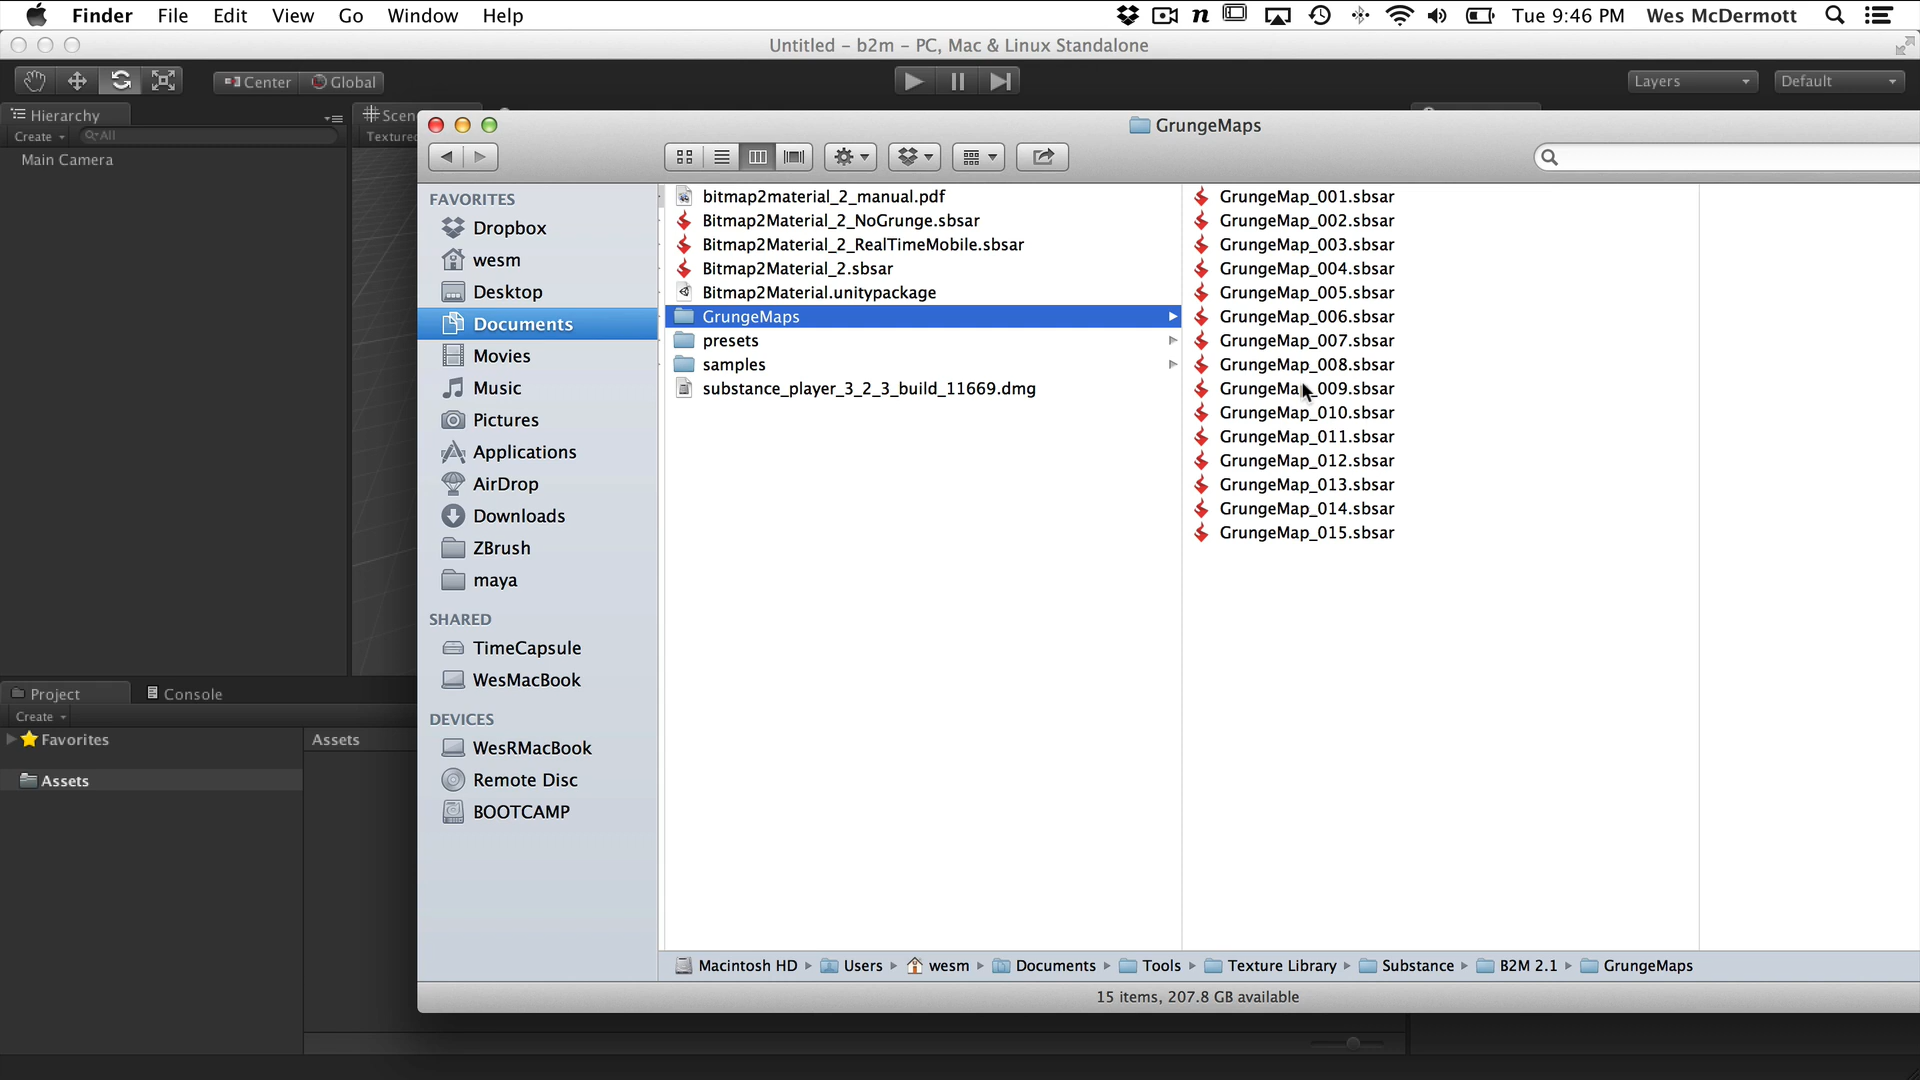 Finder File Edit View Go Window Help Tue 9:46 PM Wes McDermott
Untitled - b2m - PC, Mac & Linux Standalone
Center Global Layers Default
Hierarchy
Create All
Main Camera
Scen
Textured
GrungeMaps
FAVORITES
Dropbox
wesm
Desktop
Documents
Movies
Music
Pictures
Applications
AirDrop
Downloads
ZBrush
maya
SHARED
TimeCapsule
WesMacBook
DEVICES
WesRMacBook
Remote Disc
BOOTCAMP
bitmap2material_2_manual.pdf
Bitmap2Material_2_NoGrunge.sbsar
Bitmap2Material_2_RealTimeMobile.sbsar
Bitmap2Material_2.sbsar
Bitmap2Material.unitypackage
GrungeMaps
presets
samples
substance_player_3_2_3_build_11669.dmg
GrungeMap_001.sbsar
GrungeMap_002.sbsar
GrungeMap_003.sbsar
GrungeMap_004.sbsar
GrungeMap_005.sbsar
GrungeMap_006.sbsar
GrungeMap_007.sbsar
GrungeMap_008.sbsar
GrungeMap_009.sbsar
GrungeMap_010.sbsar
GrungeMap_011.sbsar
GrungeMap_012.sbsar
GrungeMap_013.sbsar
GrungeMap_014.sbsar
GrungeMap_015.sbsar
Macintosh HD Users wesm Documents Tools Texture Library Substance B2M 2.1 GrungeMaps
15 items, 207.8 GB available
Project Console
Create
Favorites
Assets
Assets